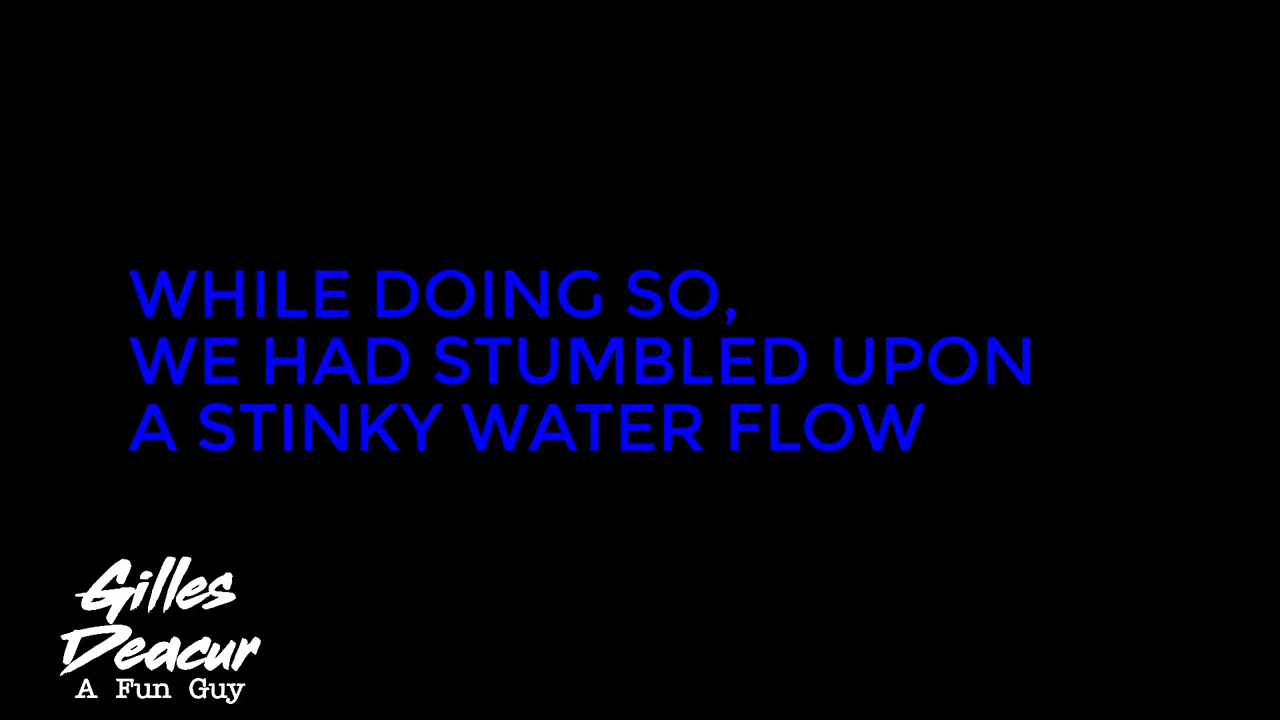 WHILE DOING SO,
WE HAD STUMBLED UPON
A STINKY WATER FLOW
Gilles
Deacur
A Fun Guy